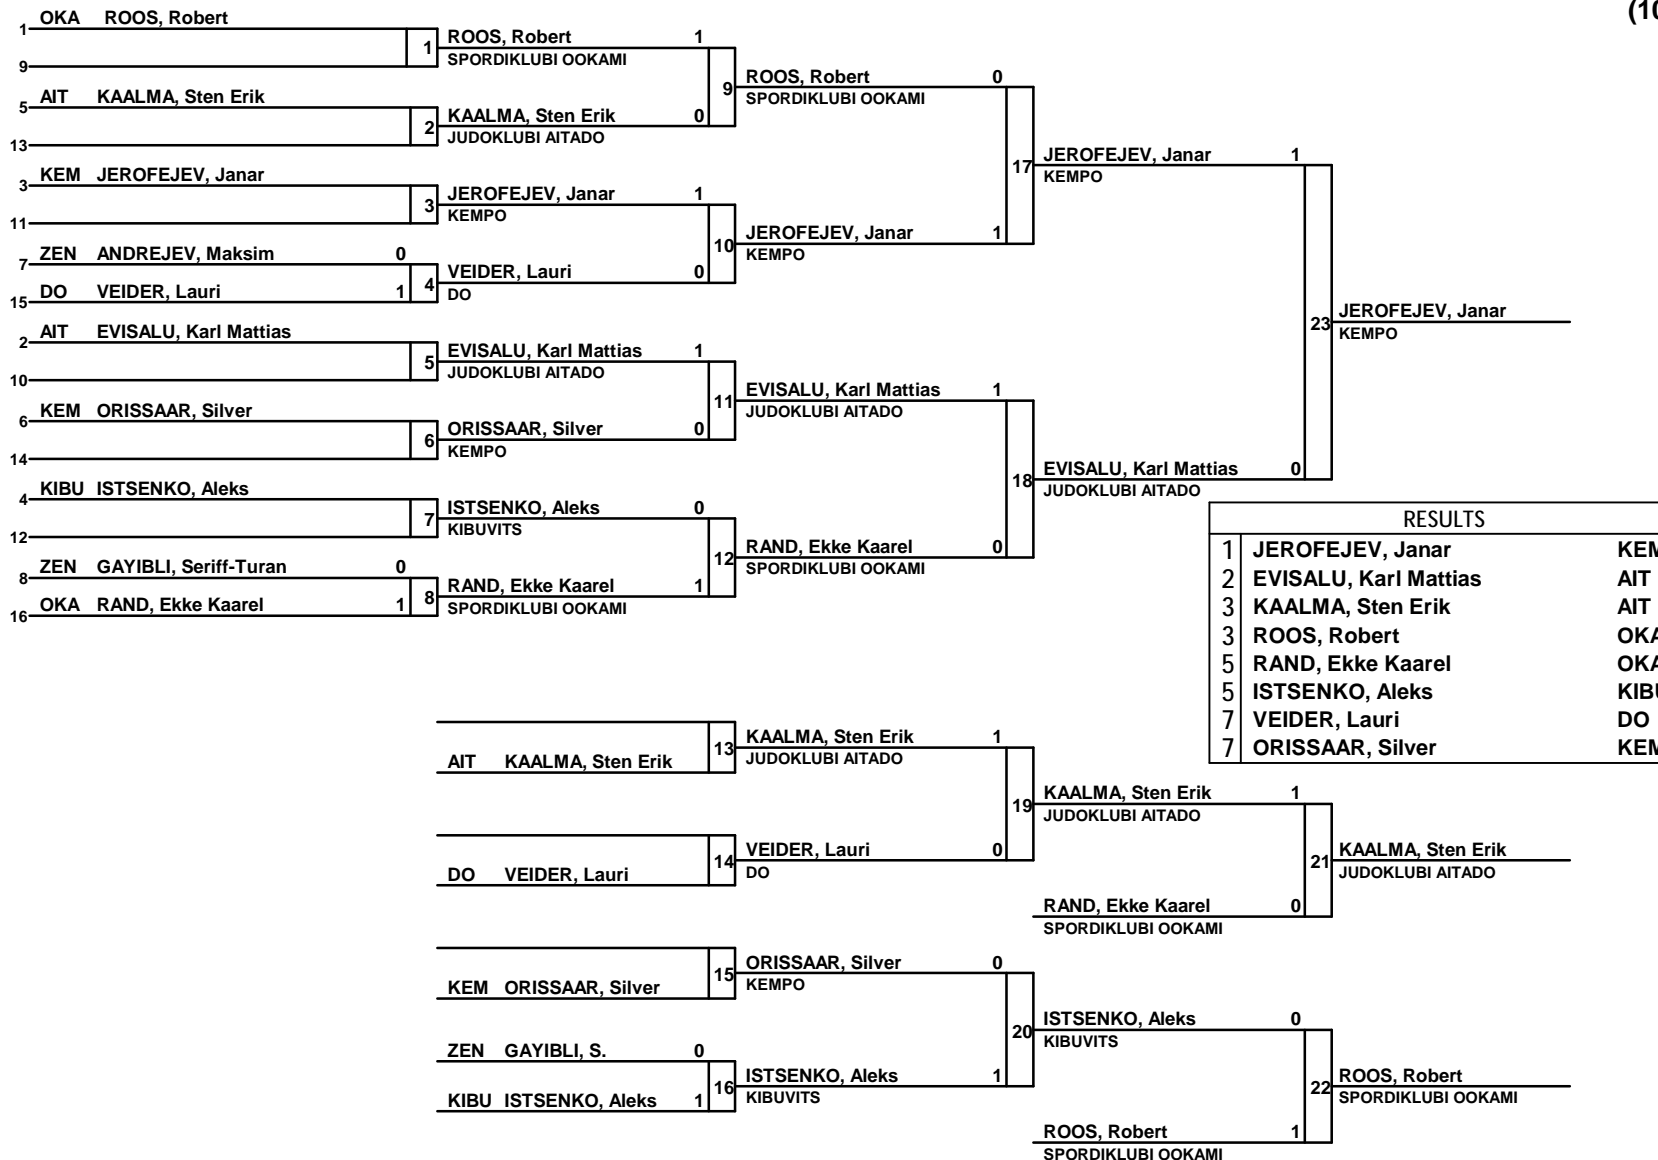 (10
OKA ROOS, Robert
1
9
1 ROOS, Robert 1
SPORDIKLUBI OOKAMI
5 AIT KAALMA, Sten Erik
13
2 KAALMA, Sten Erik 0
JUDOKLUBI AITADO
9 ROOS, Robert 0
SPORDIKLUBI OOKAMI
3 KEM JEROFEJEV, Janar
11
3 JEROFEJEV, Janar 1
KEMPO
7 ZEN ANDREJEV, Maksim 0
15 DO VEIDER, Lauri 1
4 VEIDER, Lauri 0
DO
10 JEROFEJEV, Janar 1
KEMPO
17 JEROFEJEV, Janar 1
KEMPO
2 AIT EVISALU, Karl Mattias
10
5 EVISALU, Karl Mattias 1
JUDOKLUBI AITADO
6 KEM ORISSAAR, Silver
14
6 ORISSAAR, Silver 0
KEMPO
11 EVISALU, Karl Mattias 1
JUDOKLUBI AITADO
4 KIBU ISTSENKO, Aleks
12
7 ISTSENKO, Aleks 0
KIBUVITS
8 ZEN GAYIBLI, Seriff-Turan 0
16 OKA RAND, Ekke Kaarel 1
8 RAND, Ekke Kaarel 1
SPORDIKLUBI OOKAMI
12 RAND, Ekke Kaarel 0
SPORDIKLUBI OOKAMI
18 EVISALU, Karl Mattias 0
JUDOKLUBI AITADO
23 JEROFEJEV, Janar
KEMPO
RESULTS
1 JEROFEJEV, Janar KEM
2 EVISALU, Karl Mattias AIT
3 KAALMA, Sten Erik AIT
3 ROOS, Robert OKA
5 RAND, Ekke Kaarel OKA
5 ISTSENKO, Aleks KIBU
7 VEIDER, Lauri DO
7 ORISSAAR, Silver KEM
AIT KAALMA, Sten Erik
13 KAALMA, Sten Erik 1
JUDOKLUBI AITADO
DO VEIDER, Lauri
14 VEIDER, Lauri 0
DO
19 KAALMA, Sten Erik 1
JUDOKLUBI AITADO
RAND, Ekke Kaarel 0
SPORDIKLUBI OOKAMI
21 KAALMA, Sten Erik
JUDOKLUBI AITADO
KEM ORISSAAR, Silver
15 ORISSAAR, Silver 0
KEMPO
ZEN GAYIBLI, S. 0
KIBU ISTSENKO, Aleks 1
16 ISTSENKO, Aleks 1
KIBUVITS
20 ISTSENKO, Aleks 0
KIBUVITS
ROOS, Robert 1
SPORDIKLUBI OOKAMI
22 ROOS, Robert
SPORDIKLUBI OOKAMI